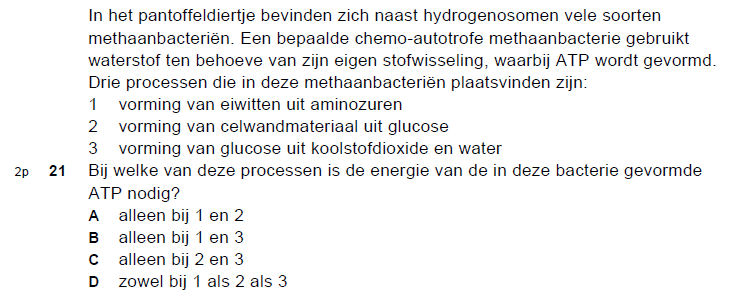 In het pantoffeldiertje bevinden zich naast hydrogenosomen vele soorten
methaanbacteriën. Een bepaalde chemo-autotrofe methaanbacterie gebruikt
waterstof ten behoeve van zijn eigen stofwisseling, waarbij ATP wordt gevormd.
Drie processen die in deze methaanbacteriën plaatsvinden zijn:
1 vorming van eiwitten uit aminozuren
2 vorming van celwandmateriaal uit glucose
3 vorming van glucose uit koolstofdioxide en water
2p 21 Bij welke van deze processen is de energie van de in deze bacterie gevormde
ATP nodig?
A alleen bij 1 en 2
B alleen bij 1 en 3
C alleen bij 2 en 3
D zowel bij 1 als 2 als 3